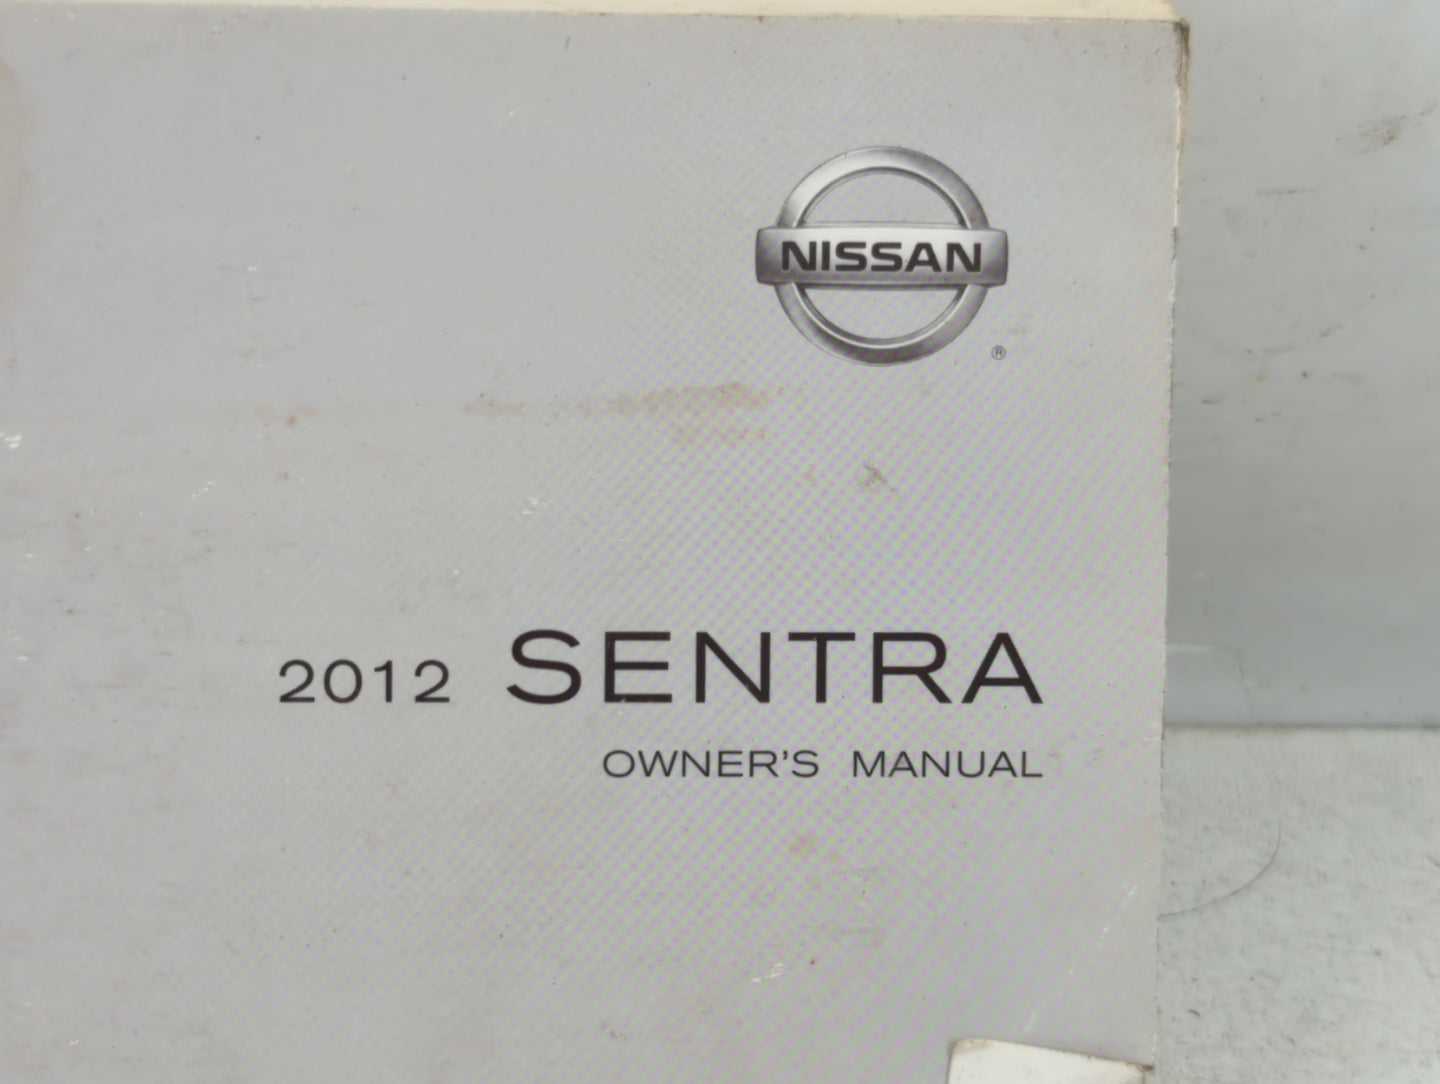 NISSAN
®
2012 SENTRA
OWNER'S MANUAL